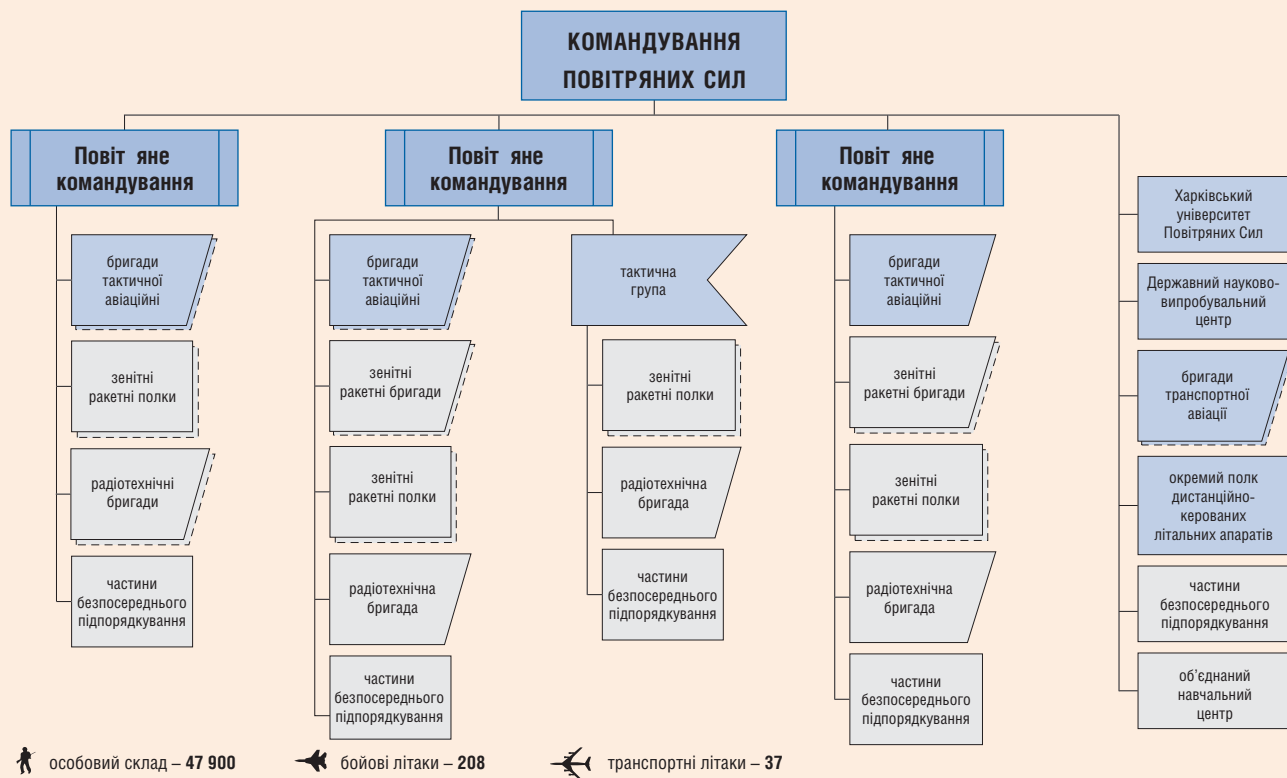 КОМАНДУВАННЯ
ПОВІТРЯНИХ СИЛ
Повіт яне
командування
бригади
тактичної
авіаційні
зенітні
ракетні полки
радіотехнічні
бригади
частини
безпосереднього
підпорядкування
Повіт яне
командування
бригади
тактичної
авіаційні
зенітні
ракетні бригади
зенітні
ракетні полки
радіотехнічна
бригада
частини
безпосереднього
підпорядкування
тактична
група
зенітні
ракетні полки
радіотехнічна
бригада
частини
безпосереднього
підпорядкування
Повіт яне
командування
бригади
тактичної
авіаційні
зенітні
ракетні бригади
зенітні
ракетні полки
радіотехнічна
бригада
частини
безпосереднього
підпорядкування
Харківський
університет
Повітряних Сил
Державний науково-
випробувальний
центр
бригади
транспортної
авіації
окремий полк
дистанційно-
керованих
літальних апаратів
частини
безпосереднього
підпорядкування
об’єднаний
навчальний
центр
особовий склад – 47 900
бойові літаки – 208
транспортні літаки – 37